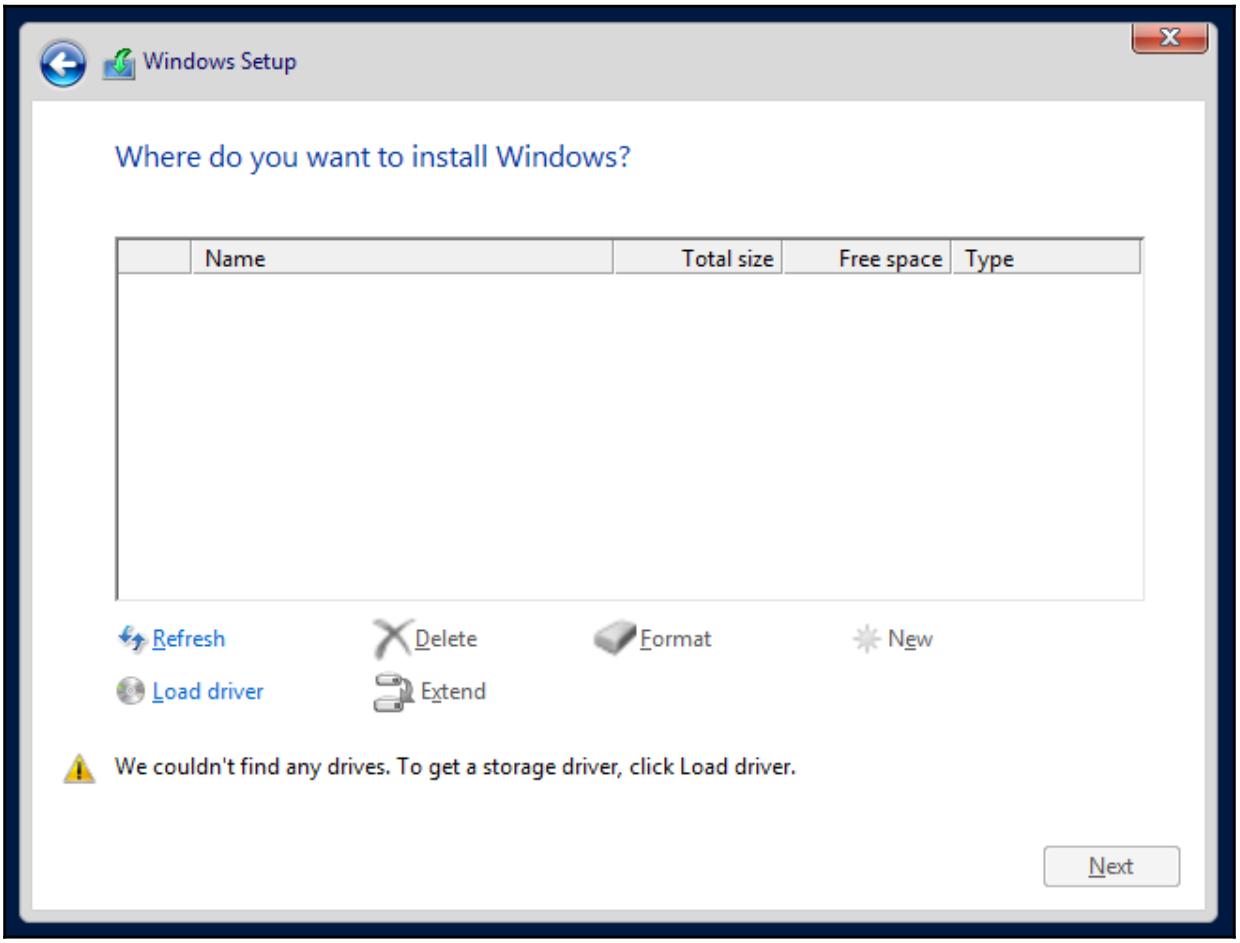 Windows Setup
Where do you want to install Windows?
Name Total size Free space Type
Refresh Delete Format New
Load driver Extend
We couldn't find any drives. To get a storage driver, click Load driver.
Next